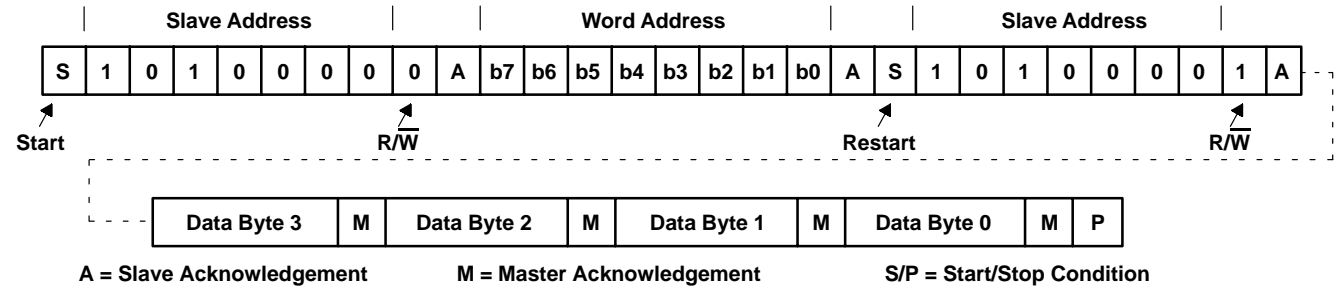 Slave Address Word Address Slave Address
S 1 0 1 0 0 0 0 0 A b7 b6 b5 b4 b3 b2 b1 b0 A S 1 0 1 0 0 0 0 1 A
Start R/W̅ Restart R/W̅
Data Byte 3 M Data Byte 2 M Data Byte 1 M Data Byte 0 M P
A = Slave Acknowledgement M = Master Acknowledgement S/P = Start/Stop Condition